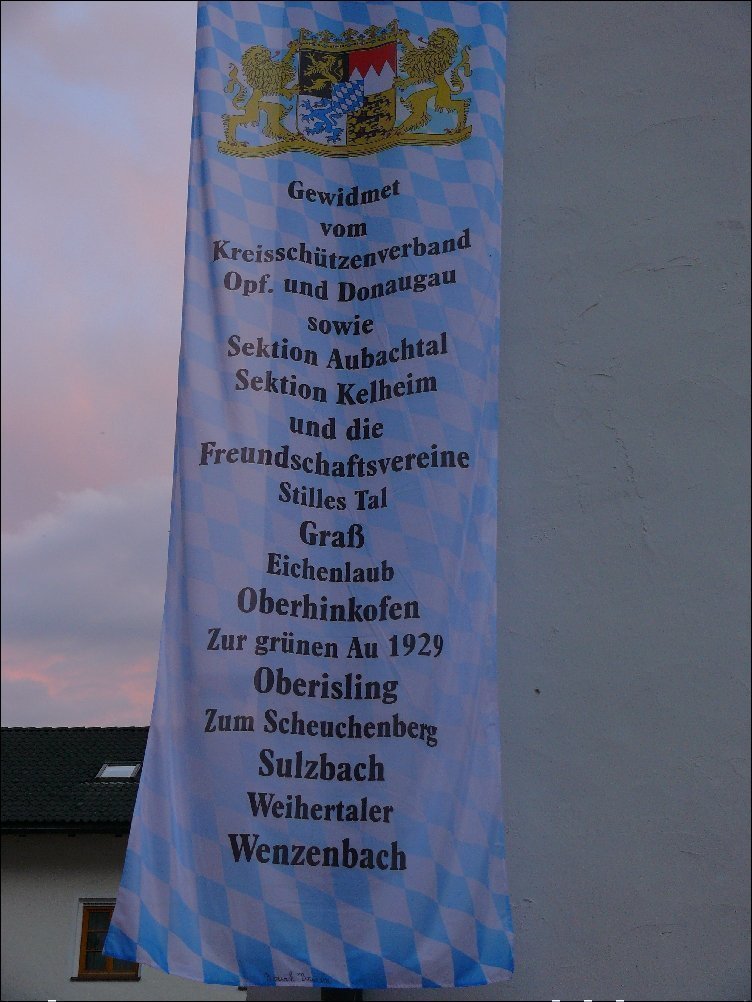 Gewidmet
vom
Kreisschützenverband
Opf. und Donaugau
sowie
Sektion Aubachtal
Sektion Kelheim
und die
Freundschaftsvereine
Stilles Tal
Graß
Eichenlaub
Oberhinkofen
Zur grünen Au 1929
Oberisling
Zum Scheuchenberg
Sulzbach
Weihertaler
Wenzenbach